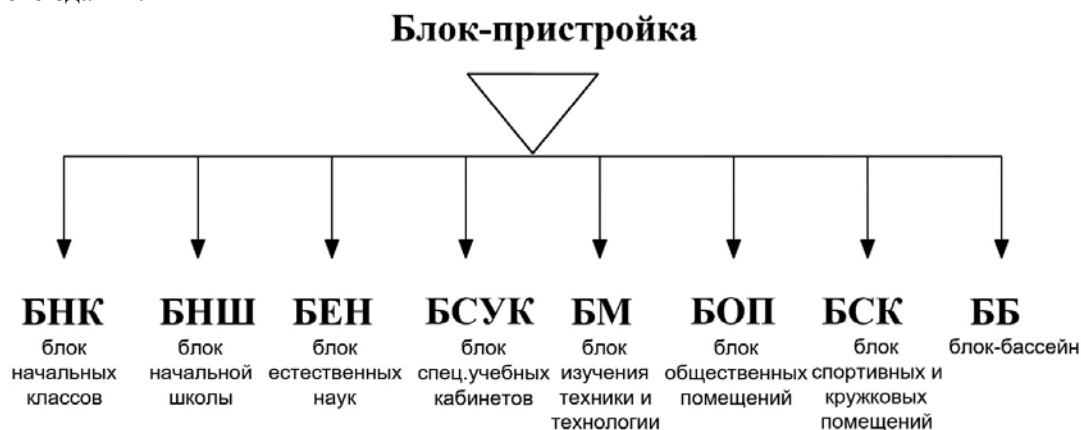 Блок-пристройка
БНК БНШ БЕН БСУК БМ БОП БСК ББ
блок начальных классов
блок начальной школы
блок естественных наук
блок спец.учебных кабинетов
блок изучения техники и технологии
блок общественных помещений
блок спортивных и кружковых помещений
блок-бассейн